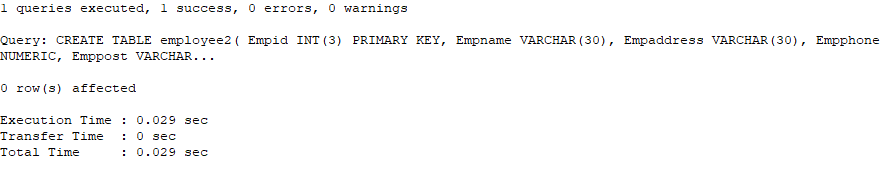 1 queries executed, 1 success, 0 errors, 0 warnings
Query: CREATE TABLE employee2( Empid INT(3) PRIMARY KEY, Empname VARCHAR(30), Empaddress VARCHAR(30), Empphone
NUMERIC, Emppost VARCHAR...
0 row(s) affected
Execution Time : 0.029 sec
Transfer Time  : 0 sec
Total Time     : 0.029 sec